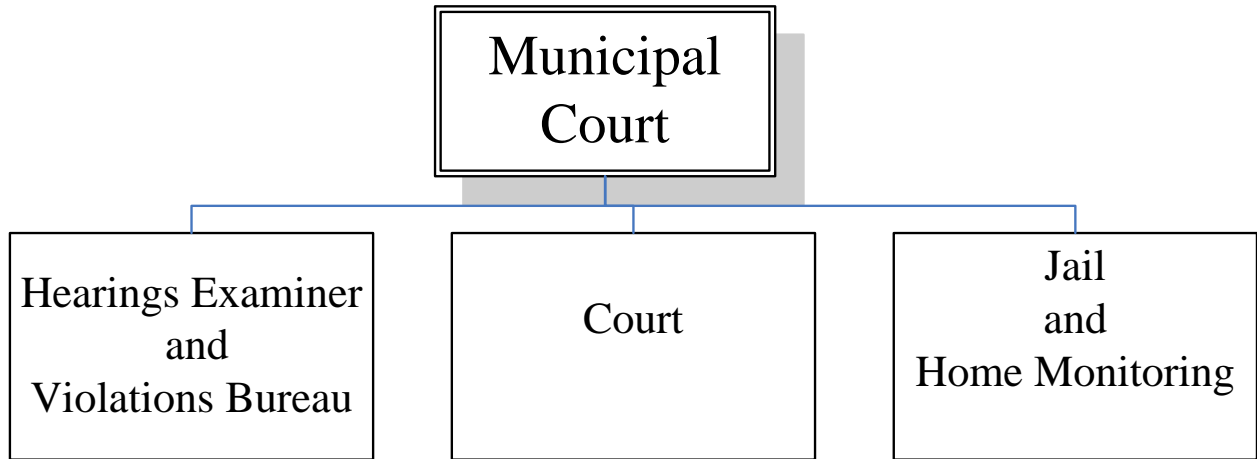 Municipal
Court
Hearings Examiner
and
Violations Bureau
Court
Jail
and
Home Monitoring